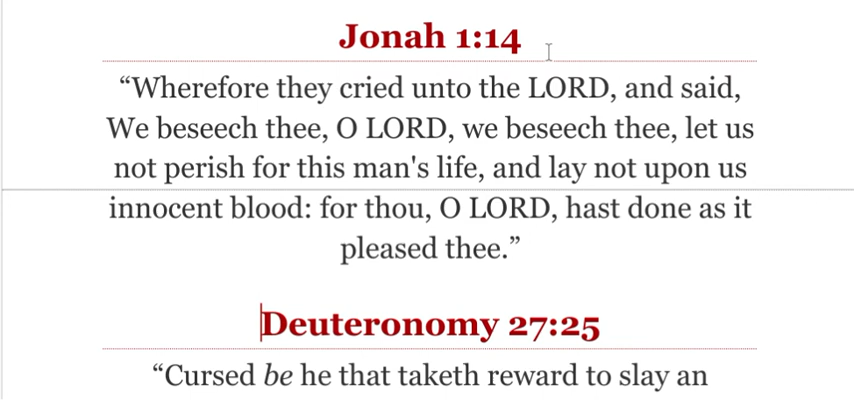 Jonah 1:14
“Wherefore they cried unto the LORD, and said,
We beseech thee, O LORD, we beseech thee, let us
not perish for this man's life, and lay not upon us
innocent blood: for thou, O LORD, hast done as it
pleased thee.”
Deuteronomy 27:25
“Cursed be he that taketh reward to slay an